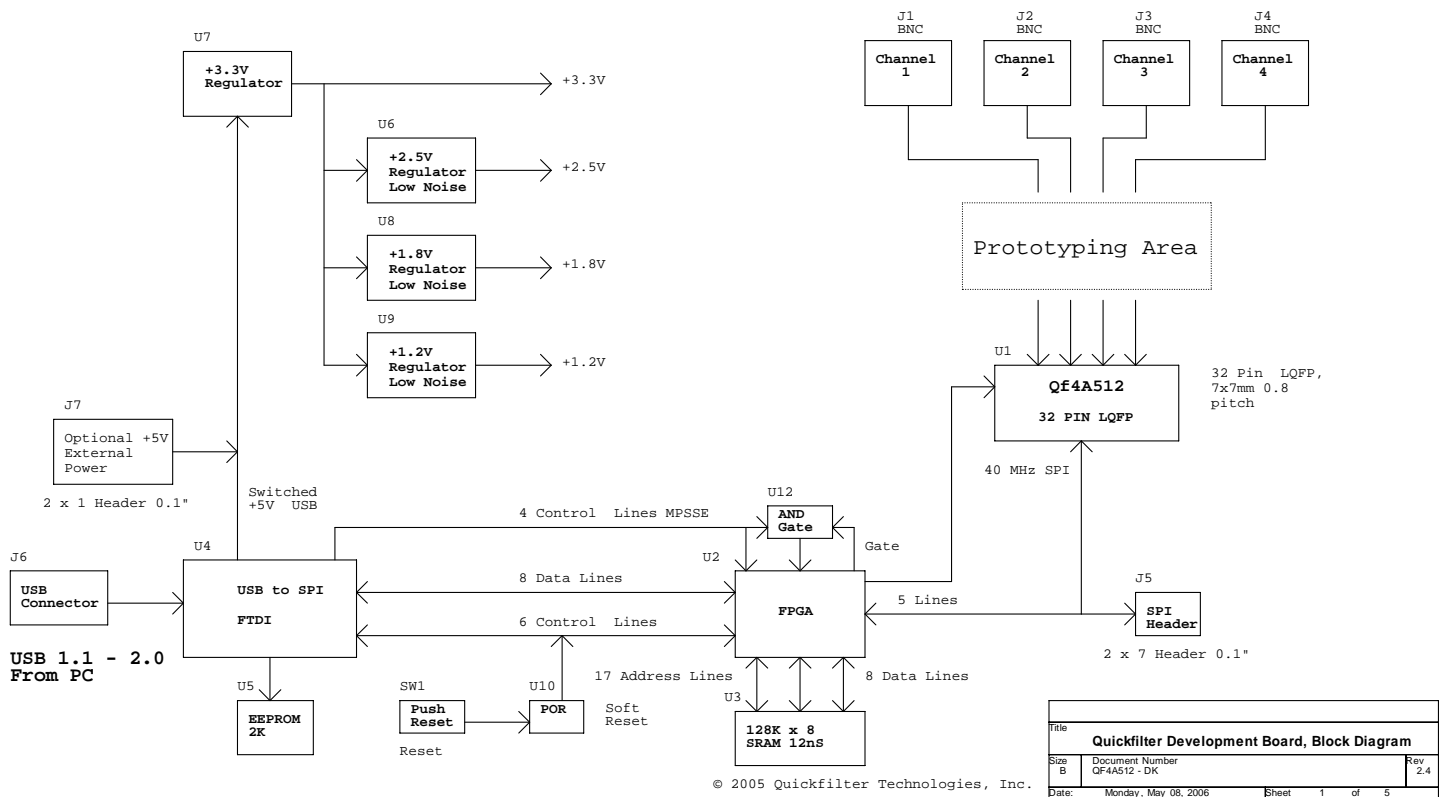 U7
+3.3V
Regulator
+3.3V
U6
+2.5V
Regulator
Low Noise
+2.5V
U8
+1.8V
Regulator
Low Noise
+1.8V
U9
+1.2V
Regulator
Low Noise
+1.2V
J1
BNC
Channel
1
J2
BNC
Channel
2
J3
BNC
Channel
3
J4
BNC
Channel
4
Prototyping Area
U1
Qf4A512
32 PIN LQFP
32 Pin LQFP,
7x7mm 0.8
pitch
40 MHz SPI
J7
Optional +5V
External
Power
2 x 1 Header 0.1"
Switched
+5V USB
J6
USB
Connector
USB 1.1 - 2.0
From PC
U4
USB to SPI
FTDI
U5
EEPROM
2K
4 Control Lines MPSSE
8 Data Lines
6 Control Lines
SW1
Push
Reset
Reset
U10
POR
Soft
Reset
U12
AND
Gate
Gate
U2
FPGA
5 Lines
J5
SPI
Header
2 x 7 Header 0.1"
17 Address Lines
8 Data Lines
U3
128K x 8
SRAM 12nS
© 2005 Quickfilter Technologies, Inc.
Title
Quickfilter Development Board, Block Diagram
Size
B
Document Number
QF4A512 - DK
Rev
2.4
Date: Monday, May 08, 2006 Sheet 1 of 5